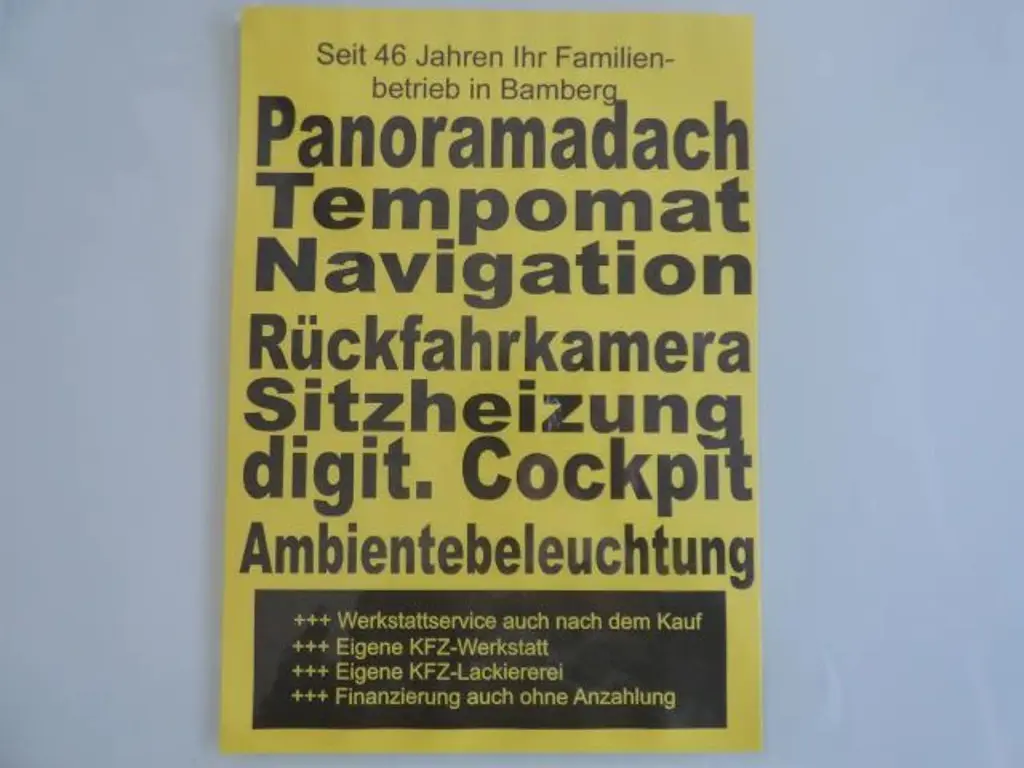 Seit 46 Jahren Ihr Familien-
betrieb in Bamberg
Panoramadach
Tempomat
Navigation
Rückfahrkamera
Sitzheizung
digit. Cockpit
Ambientebeleuchtung
+++ Werkstattservice auch nach dem Kauf
+++ Eigene KFZ-Werkstatt
+++ Eigene KFZ-Lackiererei
+++ Finanzierung auch ohne Anzahlung